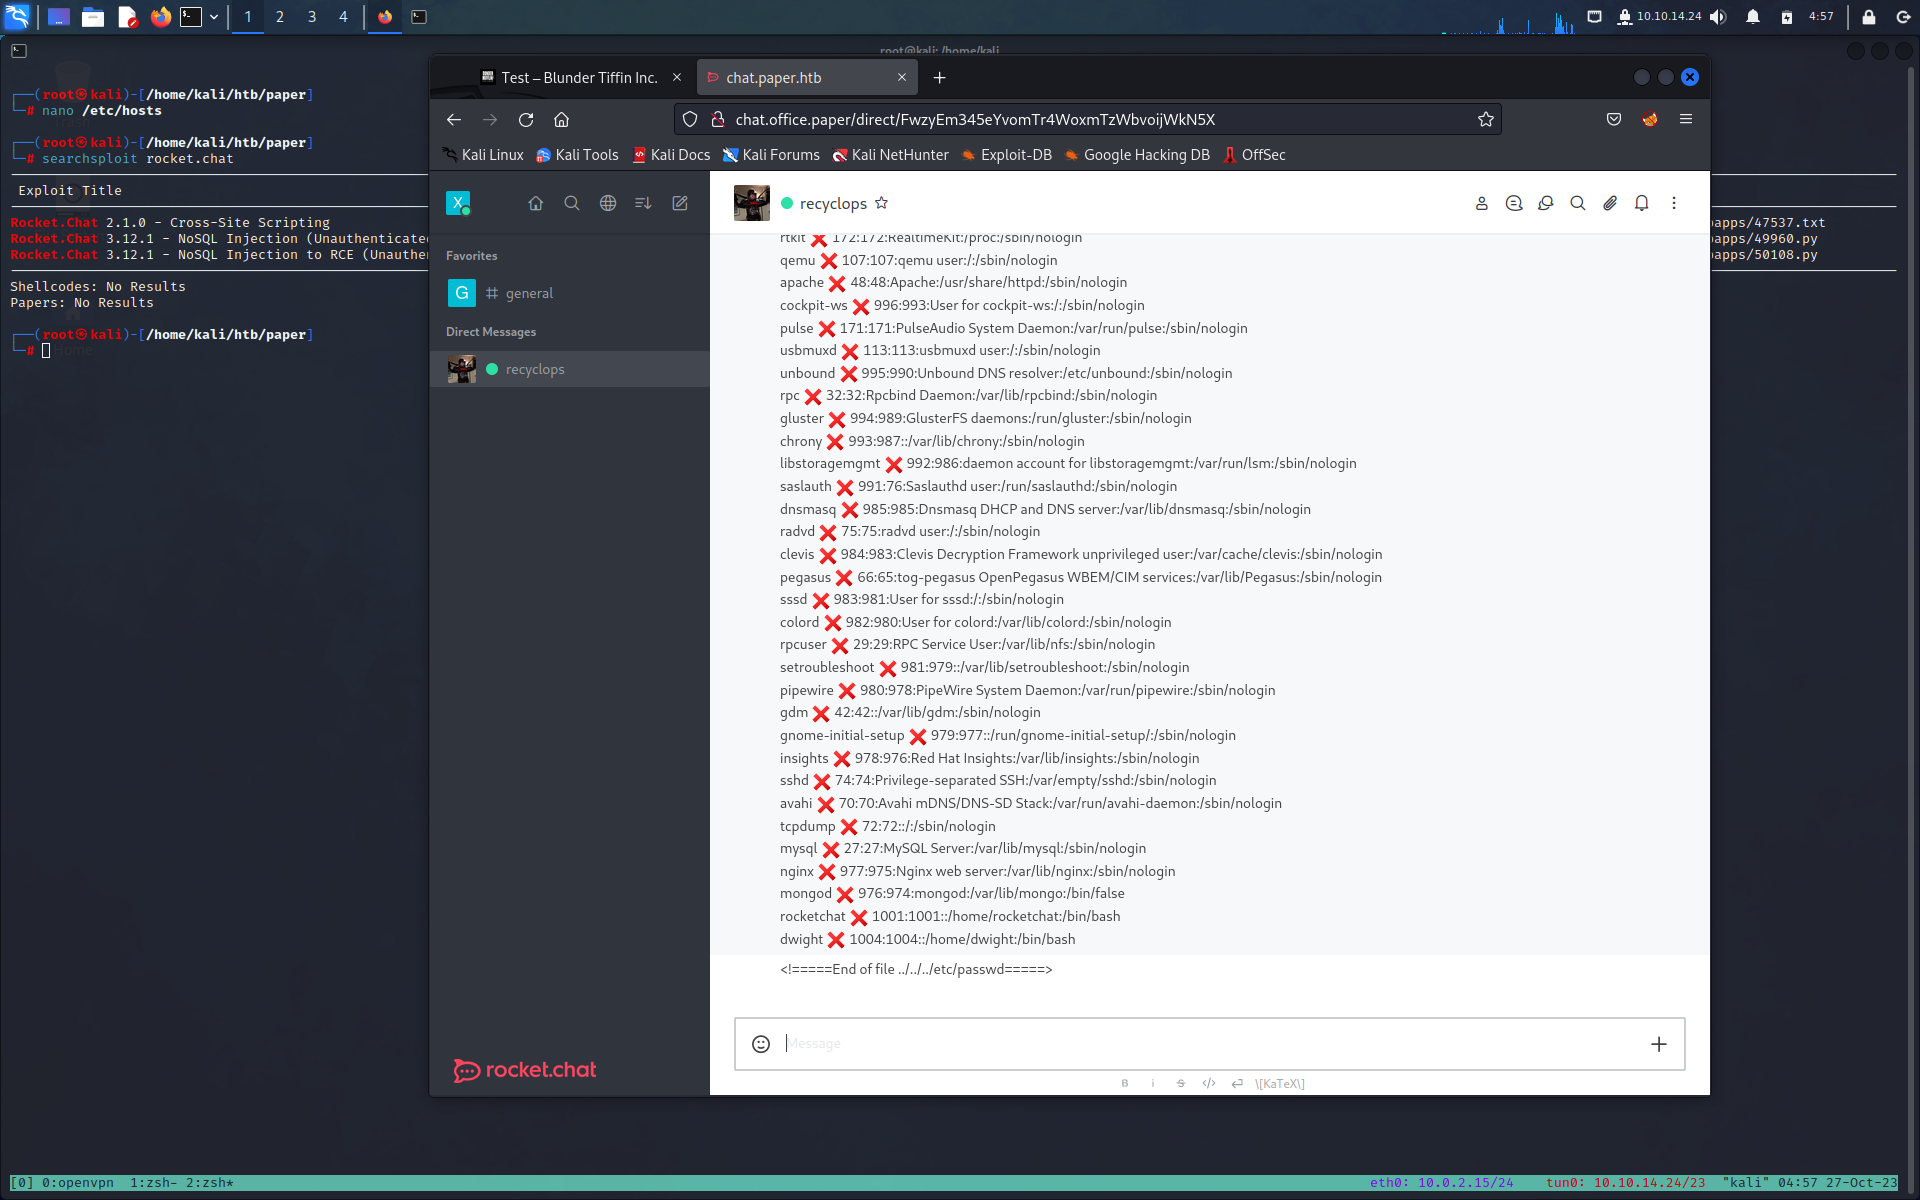 1 2 3 4
10.10.14.24
4:57
root@kali: /home/kali
(root㉿kali)-[/home/kali/htb/paper]
# nano /etc/hosts
(root㉿kali)-[/home/kali/htb/paper]
# searchsploit rocket.chat
Exploit Title
Rocket.Chat 2.1.0 - Cross-Site Scripting
Rocket.Chat 3.12.1 - NoSQL Injection (Unauthenticate
Rocket.Chat 3.12.1 - NoSQL Injection to RCE (Unauthe
apps/47537.txt
apps/49960.py
apps/50108.py
Shellcodes: No Results
Papers: No Results
(root㉿kali)-[/home/kali/htb/paper]
#
Test – Blunder Tiffin Inc.
chat.paper.htb
chat.office.paper/direct/FwzyEm345eYvomTr4WoxmTzWbvoijWkN5X
Kali Linux Kali Tools Kali Docs Kali Forums Kali NetHunter Exploit-DB Google Hacking DB OffSec
X
Favorites
G general
Direct Messages
recyclops
rocket.chat
recyclops
rtkit ❌ 172:172:RealtimeKit:/proc:/sbin/nologin
qemu ❌ 107:107:qemu user:/:/sbin/nologin
apache ❌ 48:48:Apache:/usr/share/httpd:/sbin/nologin
cockpit-ws ❌ 996:993:User for cockpit-ws:/:/sbin/nologin
pulse ❌ 171:171:PulseAudio System Daemon:/var/run/pulse:/sbin/nologin
usbmuxd ❌ 113:113:usbmuxd user:/:/sbin/nologin
unbound ❌ 995:990:Unbound DNS resolver:/etc/unbound:/sbin/nologin
rpc ❌ 32:32:Rpcbind Daemon:/var/lib/rpcbind:/sbin/nologin
gluster ❌ 994:989:GlusterFS daemons:/run/gluster:/sbin/nologin
chrony ❌ 993:987::/var/lib/chrony:/sbin/nologin
libstoragemgmt ❌ 992:986:daemon account for libstoragemgmt:/var/run/lsm:/sbin/nologin
saslauth ❌ 991:76:Saslauthd user:/run/saslauthd:/sbin/nologin
dnsmasq ❌ 985:985:Dnsmasq DHCP and DNS server:/var/lib/dnsmasq:/sbin/nologin
radvd ❌ 75:75:radvd user:/:/sbin/nologin
clevis ❌ 984:983:Clevis Decryption Framework unprivileged user:/var/cache/clevis:/sbin/nologin
pegasus ❌ 66:65:tog-pegasus OpenPegasus WBEM/CIM services:/var/lib/Pegasus:/sbin/nologin
sssd ❌ 983:981:User for sssd:/:/sbin/nologin
colord ❌ 982:980:User for colord:/var/lib/colord:/sbin/nologin
rpcuser ❌ 29:29:RPC Service User:/var/lib/nfs:/sbin/nologin
setroubleshoot ❌ 981:979::/var/lib/setroubleshoot:/sbin/nologin
pipewire ❌ 980:978:PipeWire System Daemon:/var/run/pipewire:/sbin/nologin
gdm ❌ 42:42::/var/lib/gdm:/sbin/nologin
gnome-initial-setup ❌ 979:977::/run/gnome-initial-setup/:/sbin/nologin
insights ❌ 978:976:Red Hat Insights:/var/lib/insights:/sbin/nologin
sshd ❌ 74:74:Privilege-separated SSH:/var/empty/sshd:/sbin/nologin
avahi ❌ 70:70:Avahi mDNS/DNS-SD Stack:/var/run/avahi-daemon:/sbin/nologin
tcpdump ❌ 72:72::/:/sbin/nologin
mysql ❌ 27:27:MySQL Server:/var/lib/mysql:/sbin/nologin
nginx ❌ 977:975:Nginx web server:/var/lib/nginx:/sbin/nologin
mongod ❌ 976:974:mongod:/var/lib/mongo:/bin/false
rocketchat ❌ 1001:1001::/home/rocketchat:/bin/bash
dwight ❌ 1004:1004::/home/dwight:/bin/bash
<!=====End of file ../../../etc/passwd=====>
Message
B i S </> \[KaTeX\]
[0] 0:openvpn 1:zsh- 2:zsh*
eth0: 10.0.2.15/24 tun0: 10.10.14.24/23 "kali" 04:57 27-Oct-23